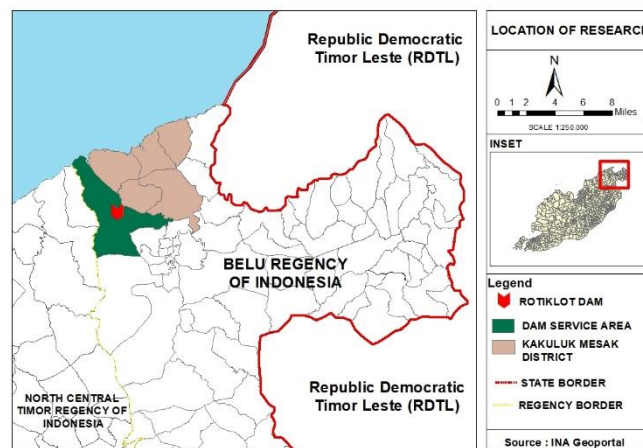 Republic Democratic
Timor Leste (RDTL)
BELU REGENCY
OF INDONESIA
NORTH CENTRAL
TIMOR REGENCY OF
INDONESIA
Republic Democratic
Timor Leste (RDTL)
LOCATION OF RESEARCH
N
0 1 2 4 6 8
Miles
SCALE 1:250.000
INSET
Legend
ROTIKLOT DAM
DAM SERVICE AREA
KAKULUK MESAK
DISTRICT
STATE BORDER
REGENCY BORDER
Source : INA Geoportal